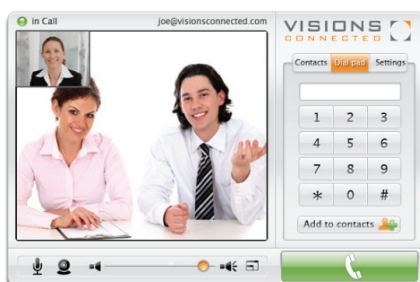 in Call
joe@visionsconnected.com
VISIONS
CONNECTED
Contacts Dial pad Settings
1 2 3
4 5 6
7 8 9
* 0 #
Add to contacts